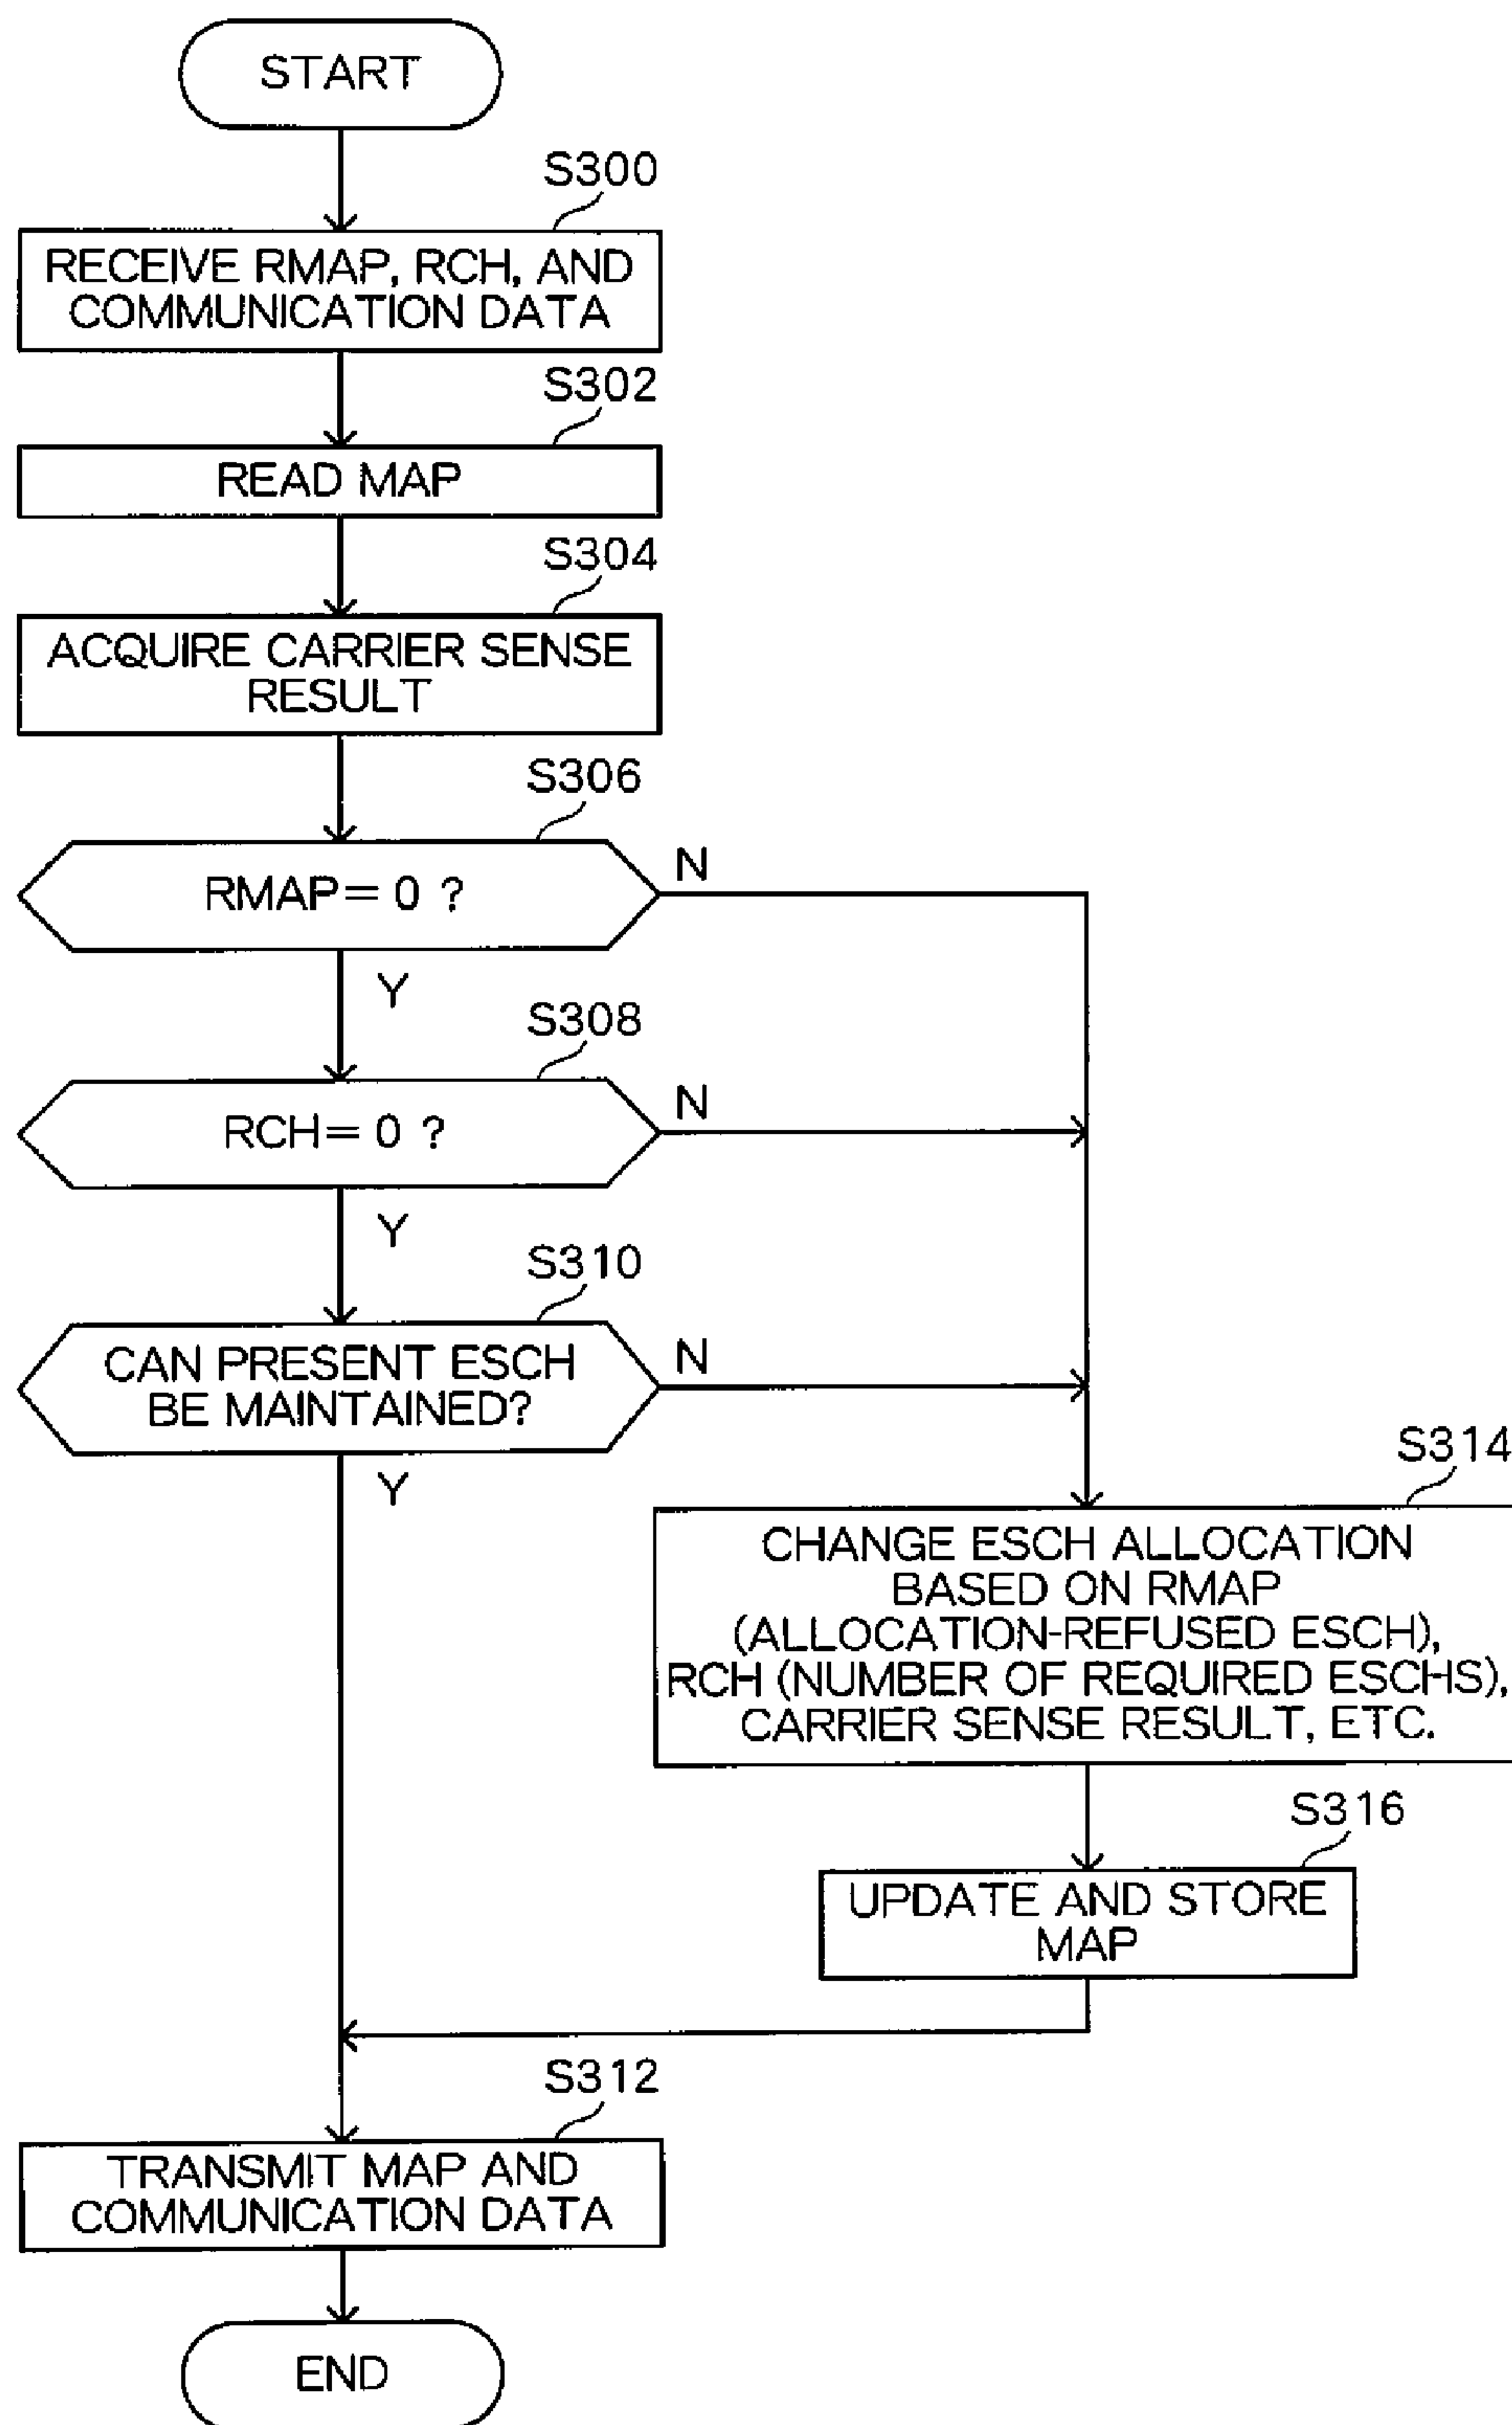 START
S300
RECEIVE RMAP, RCH, AND
COMMUNICATION DATA
S302
READ MAP
S304
ACQUIRE CARRIER SENSE
RESULT
S306
RMAP= 0 ?
N
Y
S308
RCH= 0 ?
N
Y
S310
CAN PRESENT ESCH
BE MAINTAINED?
N
Y
S314
CHANGE ESCH ALLOCATION
BASED ON RMAP
(ALLOCATION-REFUSED ESCH),
RCH (NUMBER OF REQUIRED ESCHS),
CARRIER SENSE RESULT, ETC.
S316
UPDATE AND STORE
MAP
S312
TRANSMIT MAP AND
COMMUNICATION DATA
END